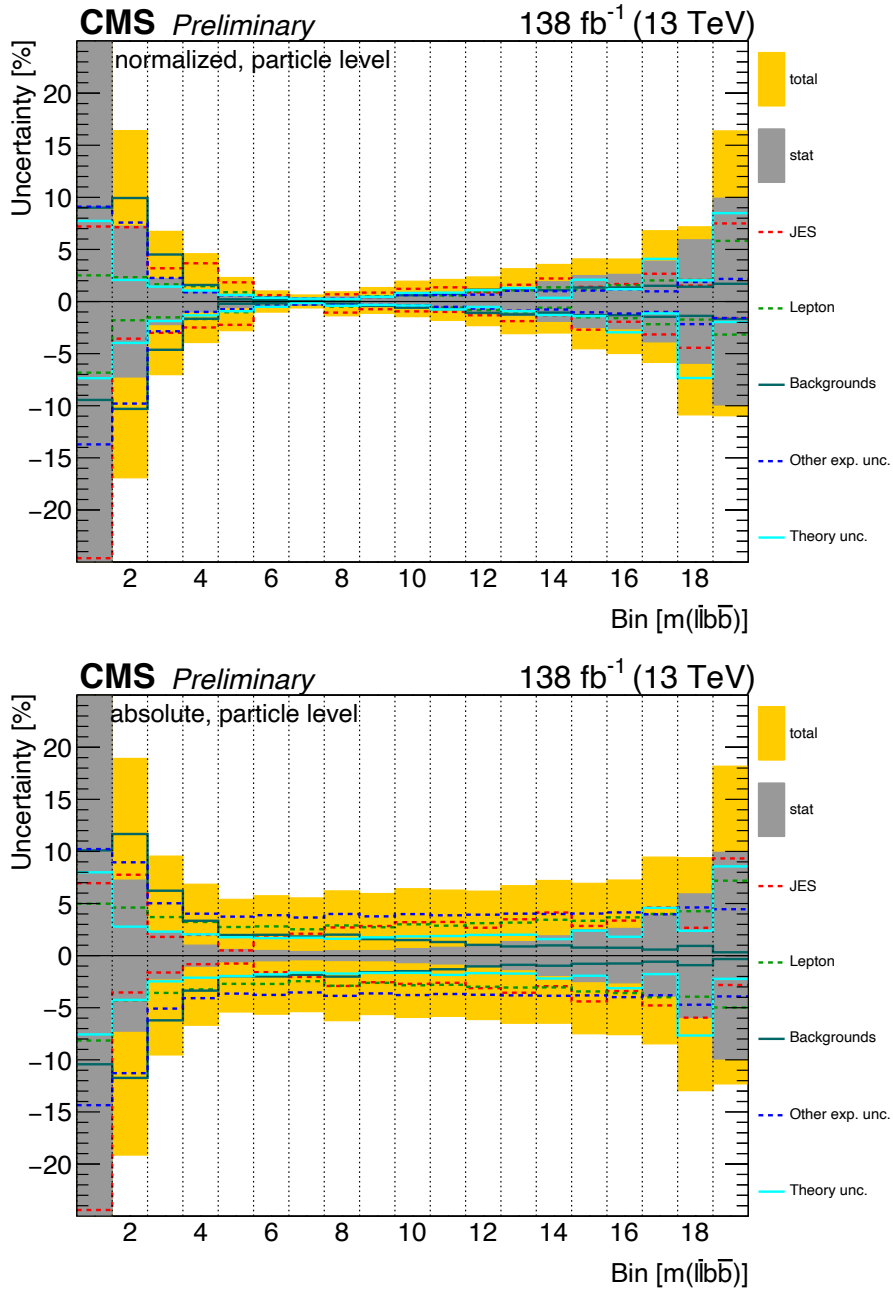 CMS Preliminary 138 fb⁻¹ (13 TeV)
normalized, particle level
Uncertainty [%]
20
15
10
5
0
−5
−10
−15
−20
2 4 6 8 10 12 14 16 18
Bin [m(l̄lbb̄)]
total
stat
JES
Lepton
Backgrounds
Other exp. unc.
Theory unc.
CMS Preliminary 138 fb⁻¹ (13 TeV)
absolute, particle level
Uncertainty [%]
20
15
10
5
0
−5
−10
−15
−20
2 4 6 8 10 12 14 16 18
Bin [m(l̄lbb̄)]
total
stat
JES
Lepton
Backgrounds
Other exp. unc.
Theory unc.